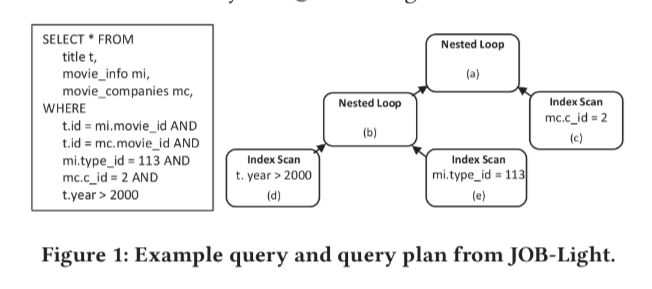 SELECT * FROM
title t,
movie_info mi,
movie_companies mc,
WHERE
t.id = mi.movie_id AND
t.id = mc.movie_id AND
mi.type_id = 113 AND
mc.c_id = 2 AND
t.year > 2000
Nested Loop
(a)
Nested Loop
(b)
Index Scan
mc.c_id = 2
(c)
Index Scan
t. year > 2000
(d)
Index Scan
mi.type_id = 113
(e)
Figure 1: Example query and query plan from JOB-Light.